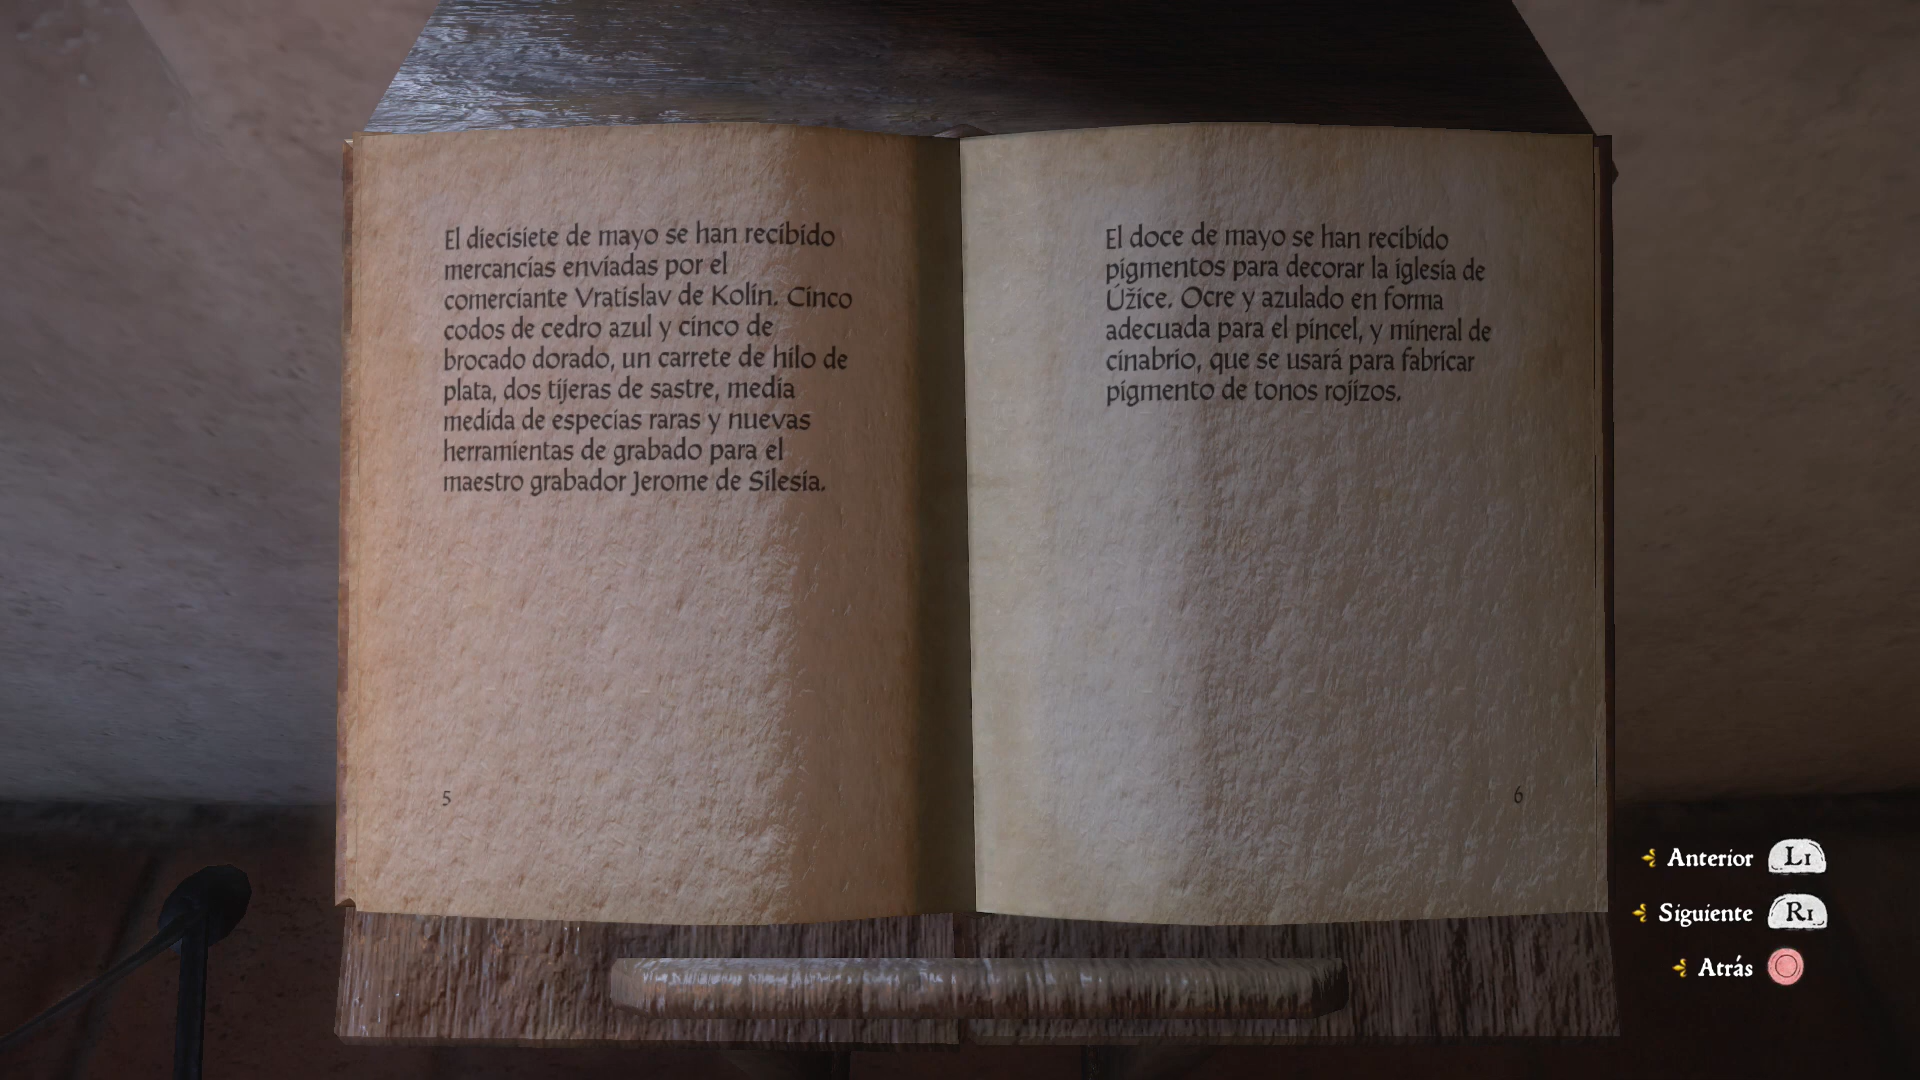 El diecisiete de mayo se han recibido
mercancías enviadas por el
comerciante Vratislav de Kolín. Cinco
codos de cedro azul y cinco de
brocado dorado, un carrete de hilo de
plata, dos tijeras de sastre, media
medida de especias raras y nuevas
herramientas de grabado para el
maestro grabador Jerome de Silesia.
5
El doce de mayo se han recibido
pigmentos para decorar la iglesia de
Úžice. Ocre y azulado en forma
adecuada para el pincel, y mineral de
cinabrio, que se usará para fabricar
pigmento de tonos rojizos.
6
Anterior L1
Siguiente R1
Atrás